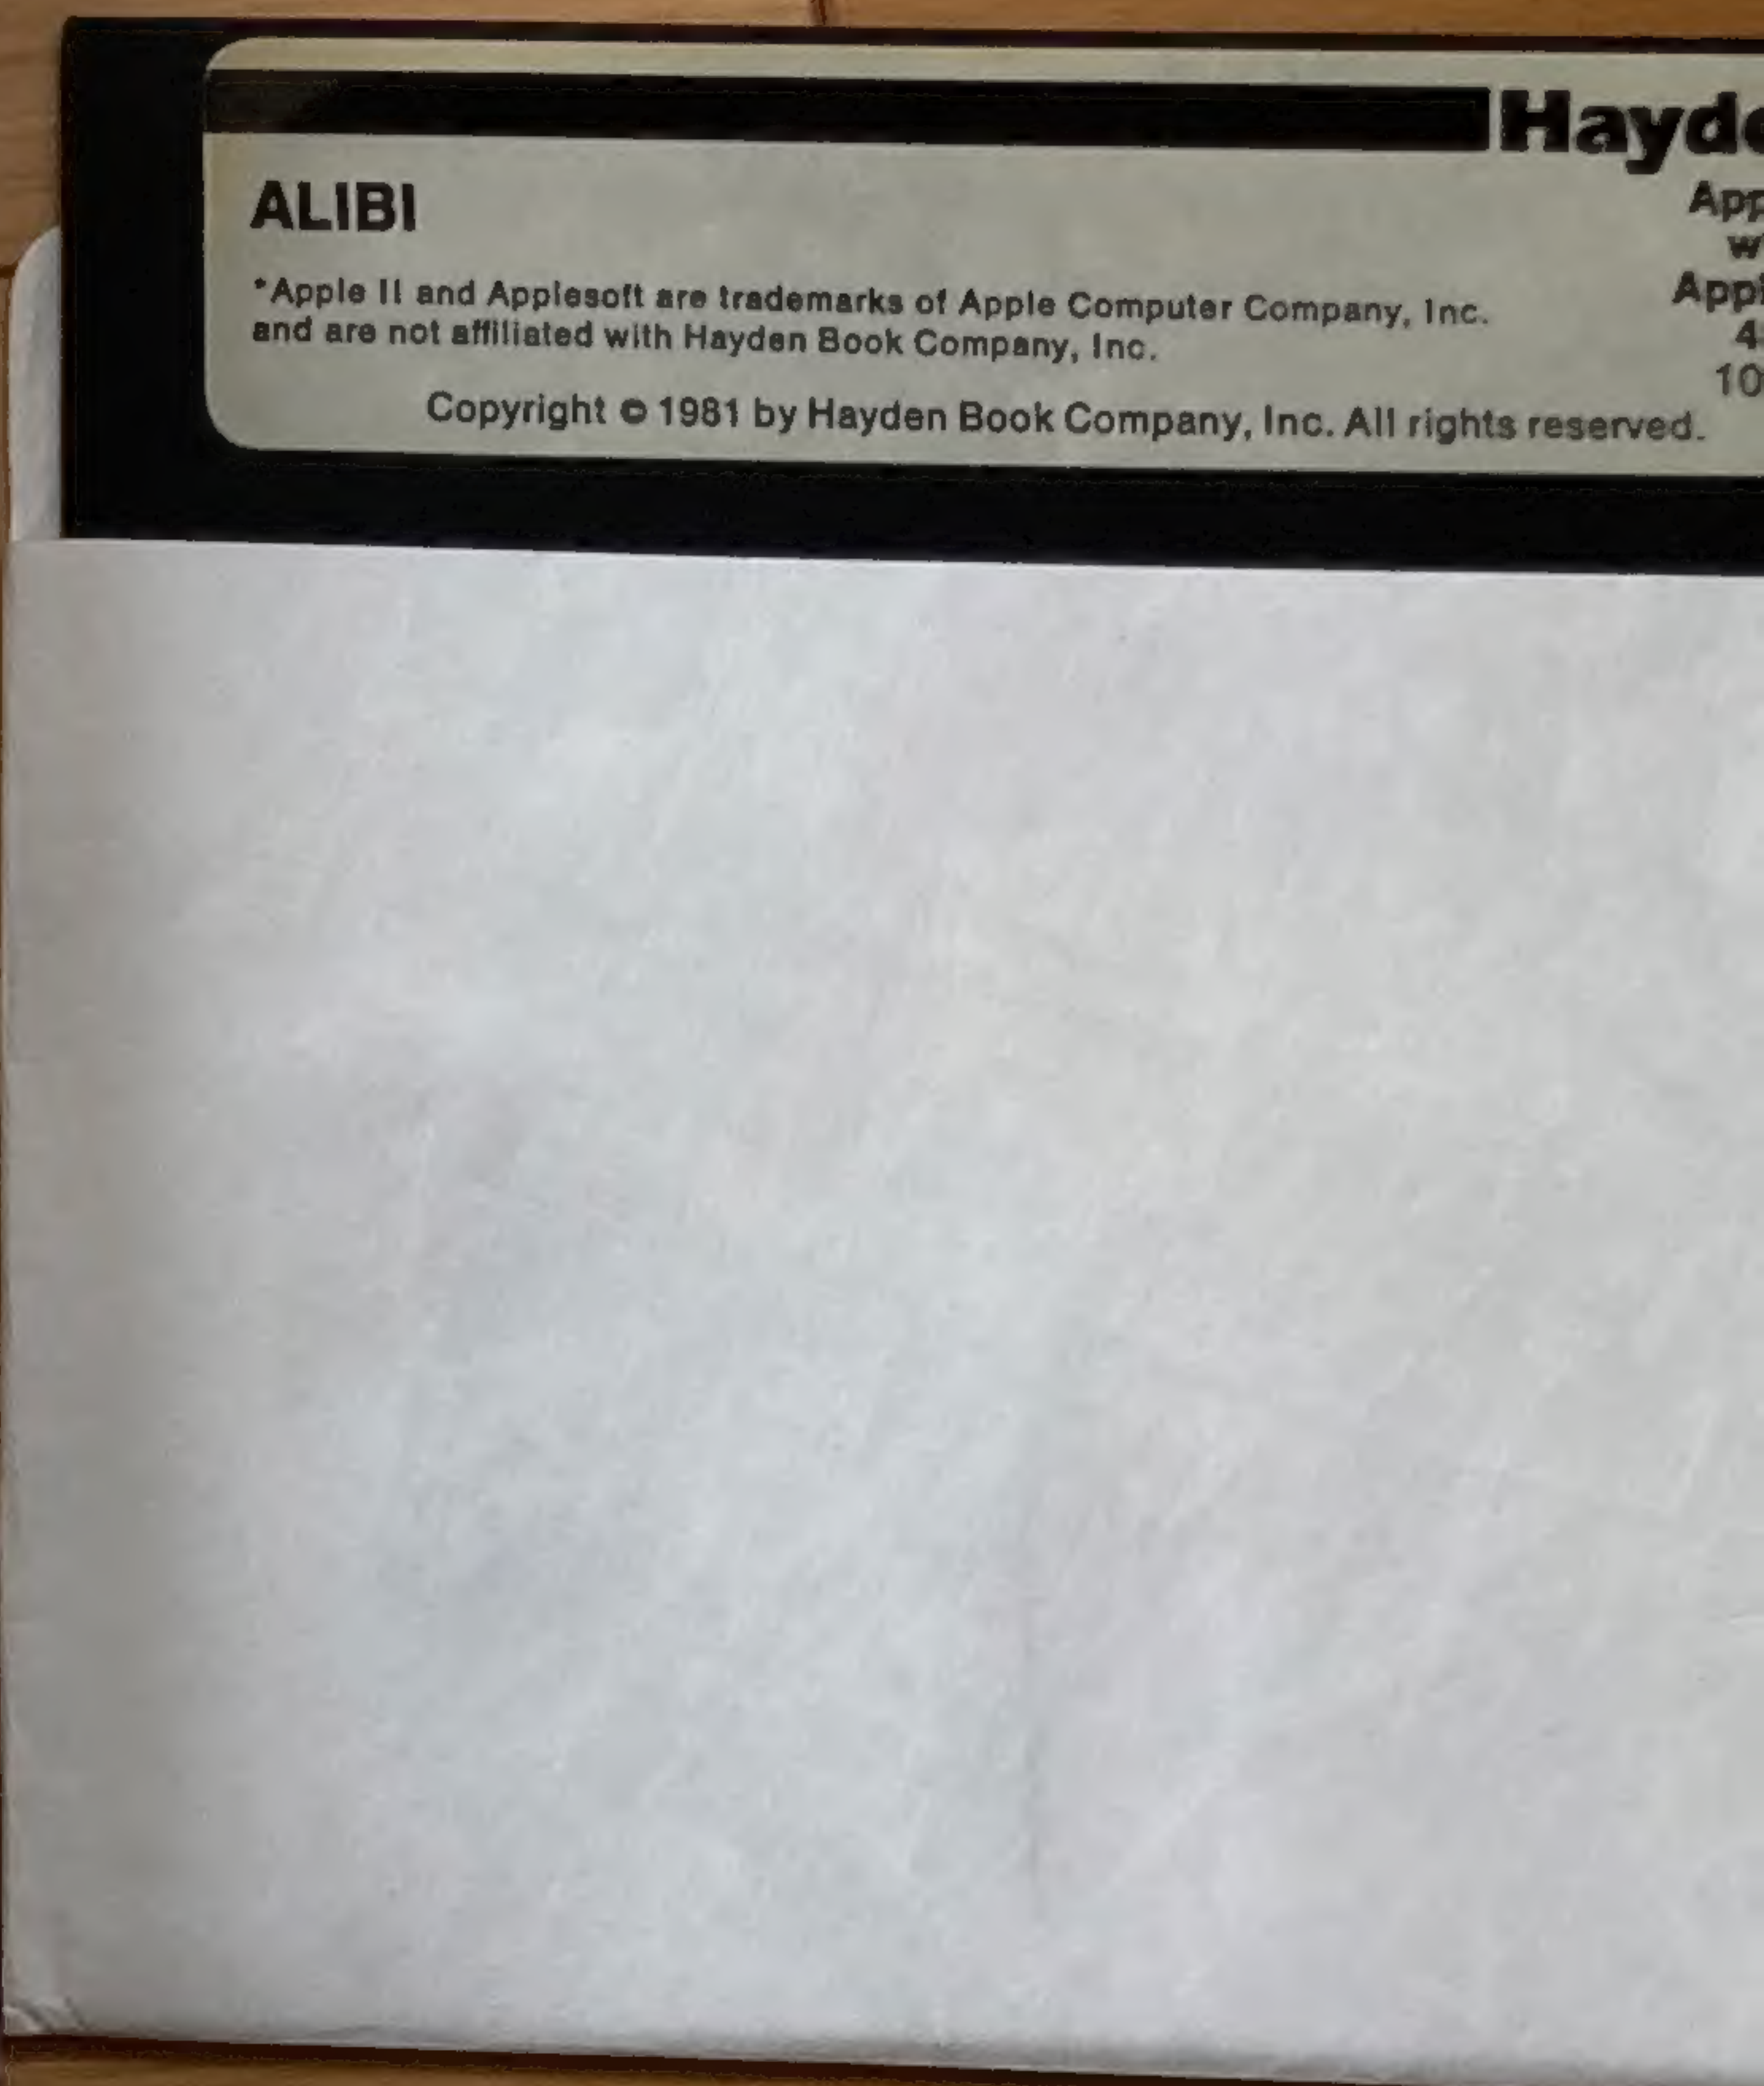 Hayde
ALIBI
App
w
*Apple II and Applesoft are trademarks of Apple Computer Company, Inc.
and are not affiliated with Hayden Book Company, Inc.
Appl
4
10
Copyright © 1981 by Hayden Book Company, Inc. All rights reserved.